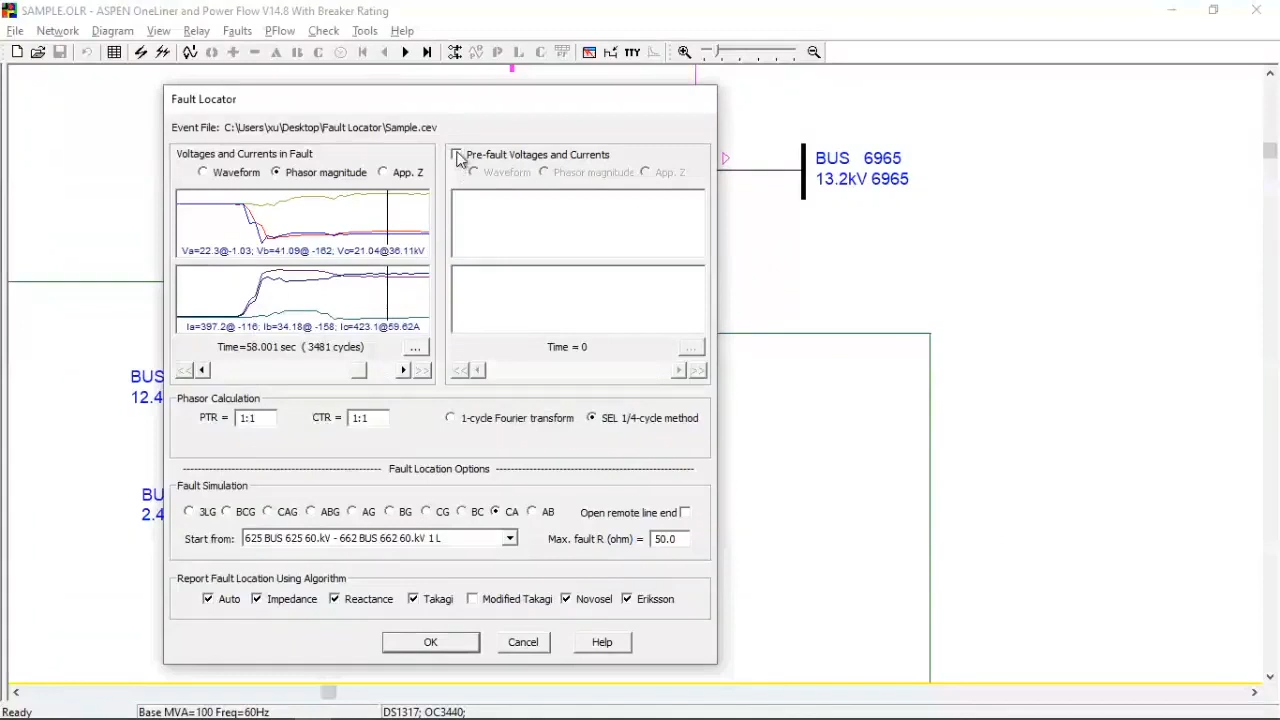 SAMPLE.OLR - ASPEN OneLiner and Power Flow V14.8 With Breaker Rating
File Network Diagram View Relay Faults Check PFlow Tools Help
A B C P L C TTY
Fault Locator
Event File: C:\Users\xu\Desktop\Fault Locator\Sample.cev
Voltages and Currents in Fault
Waveform Phasor magnitude App. Z
Va=22.3@-1.03; Vb=41.09@ -162; Vc=21.04@36.11kV
Ia=397.2@ -116; Ib=34.18@ -158; Ic=423.1@59.62A
Time=58.001 sec ( 3481 cycles) ...
<< >>
Pre-fault Voltages and Currents
Waveform Phasor magnitude App. Z
Time = 0 ...
<< >>
BUS 6965
13.2kV 6965
BUS
12.4
BUS
2.4
Phasor Calculation
PTR = 1:1 CTR = 1:1 1-cycle Fourier transform SEL 1/4-cycle method
Fault Location Options
Fault Simulation
3LG BCG CAG ABG AG BG CG BC CA AB Open remote line end
Start from: 625 BUS 625 60.kV - 662 BUS 662 60.kV 1 L Max. fault R (ohm) = 50.0
Report Fault Location Using Algorithm
Auto Impedance Reactance Takagi Modified Takagi Novosel Eriksson
OK Cancel Help
Ready Base MVA=100 Freq=60Hz DS1317; OC3440;